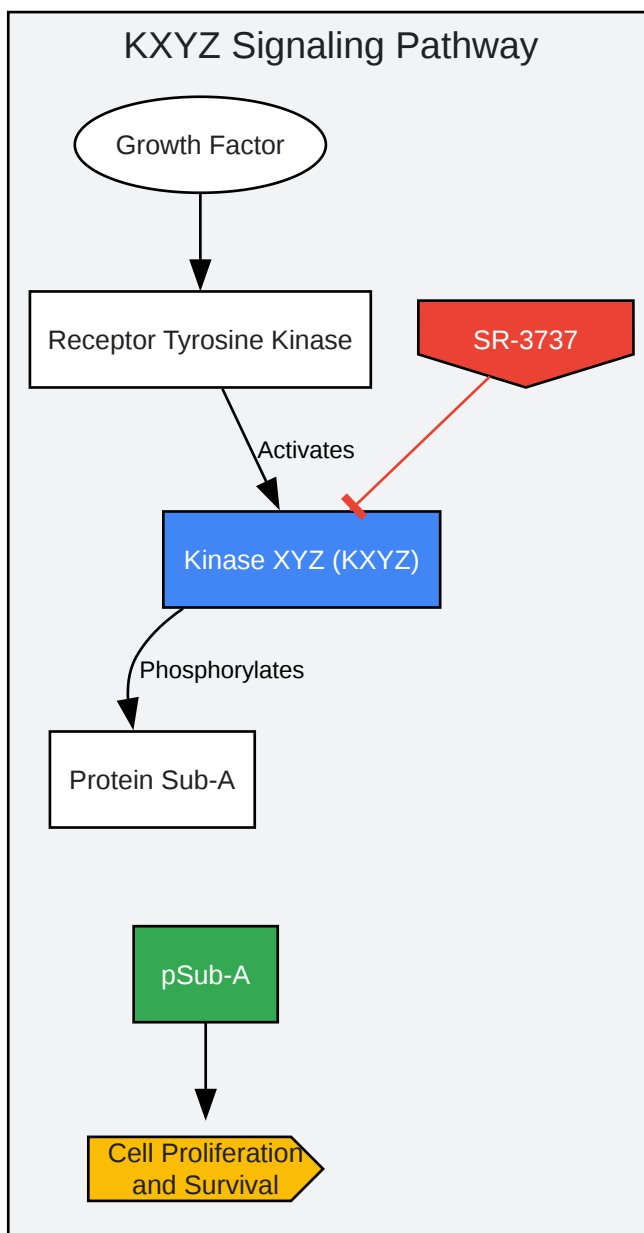 KXYZ Signaling Pathway
Growth Factor
Receptor Tyrosine Kinase
SR-3737
Activates
Kinase XYZ (KXYZ)
Phosphorylates
Protein Sub-A
pSub-A
Cell Proliferation
and Survival